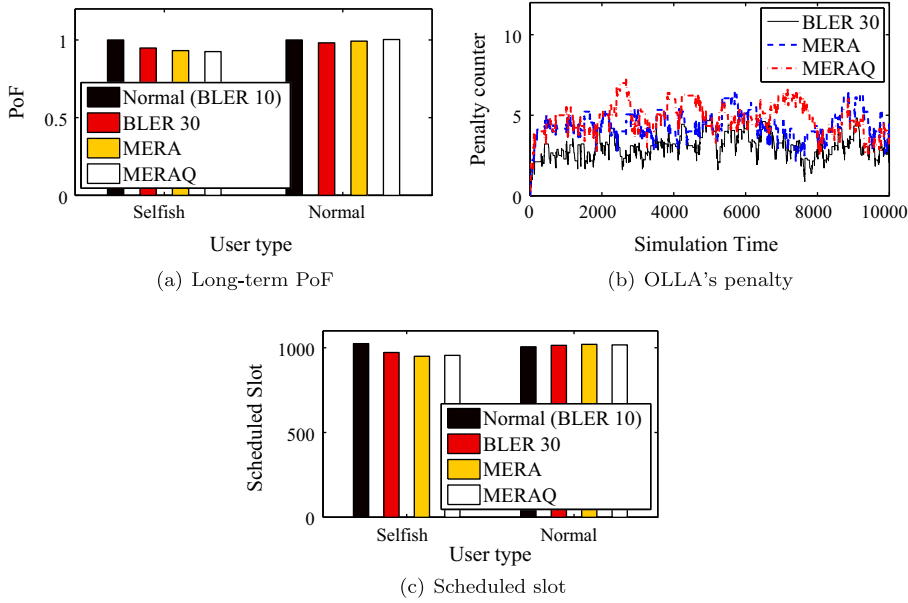 1
0.5
0
PoF
Normal (BLER 10)
BLER 30
MERA
MERAQ
Selfish
Normal
User type
(a) Long-term PoF
10
5
0
Penalty counter
BLER 30
MERA
MERAQ
0
2000
4000
6000
8000
10000
Simulation Time
(b) OLLA's penalty
1000
500
0
Scheduled Slot
Normal (BLER 10)
BLER 30
MERA
MERAQ
Selfish
Normal
User type
(c) Scheduled slot